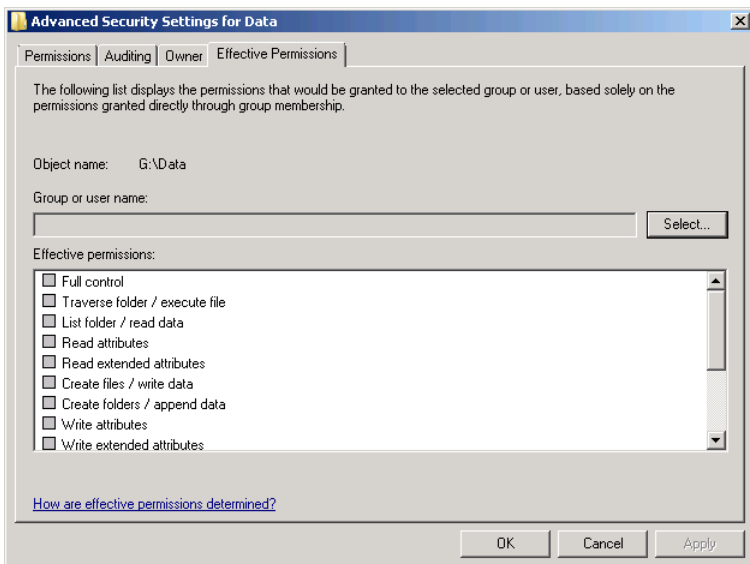 Advanced Security Settings for Data
Permissions Auditing Owner Effective Permissions
The following list displays the permissions that would be granted to the selected group or user, based solely on the
permissions granted directly through group membership.
Object name: G:\Data
Group or user name:
Select...
Effective permissions:
Full control
Traverse folder / execute file
List folder / read data
Read attributes
Read extended attributes
Create files / write data
Create folders / append data
Write attributes
Write extended attributes
How are effective permissions determined?
OK Cancel Apply